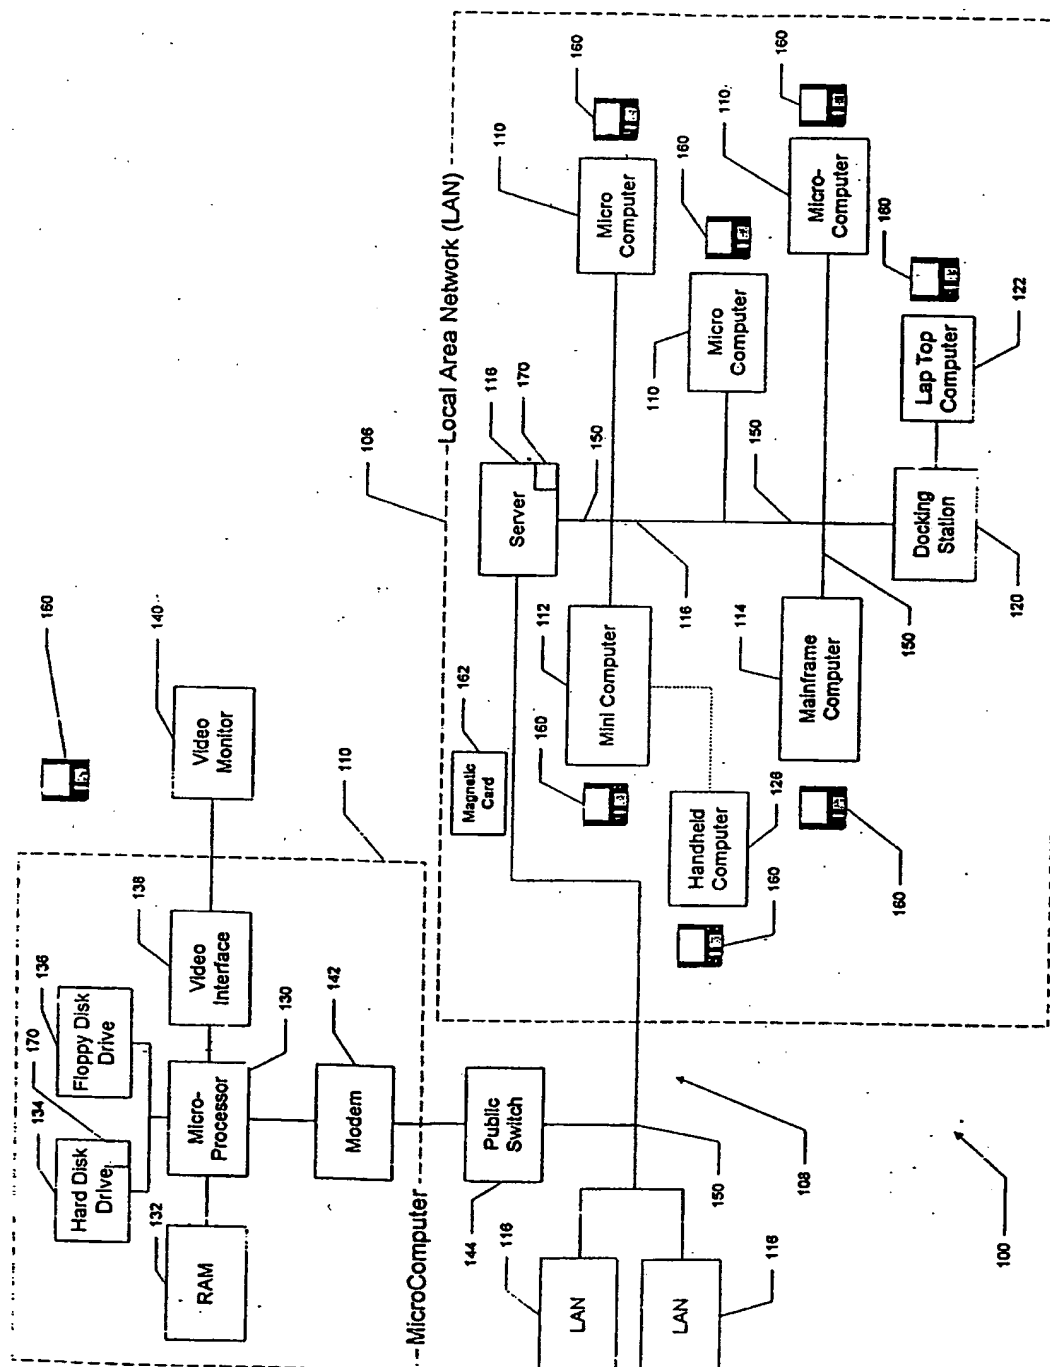 132
134
170
136
138
140
160
Hard Disk
Drive
Floppy Disk
Drive
RAM
Micro-
Processor
Video
Interface
Video
Monitor
130
110
Modem
142
MicroComputer
106
Local Area Network (LAN)
144
Public
Switch
162
Magnetic
Card
116
170
Server
116
LAN
150
110
160
160
112
Mini Computer
Micro
Computer
150
108
LAN
116
116
110
160
Handheld
Computer
126
160
Micro
Computer
114
150
110
160
Mainframe
Computer
Micro-
Computer
160
150
160
Docking
Station
Lap Top
Computer
100
120
122